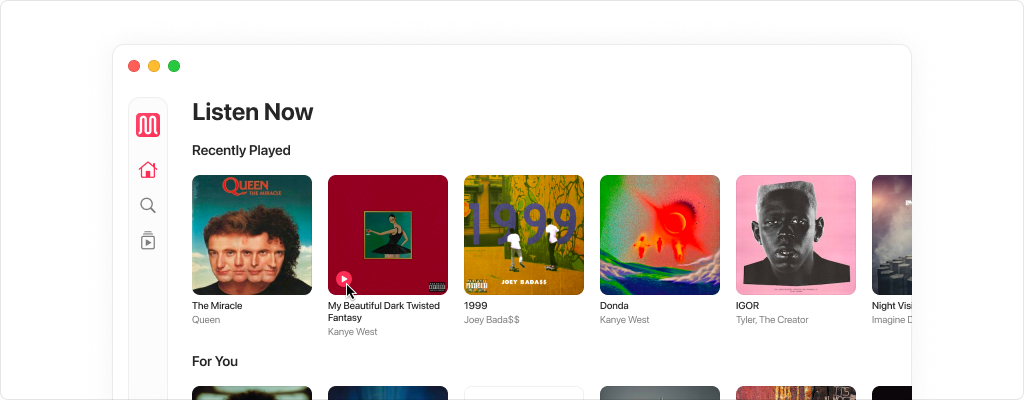 Listen Now
Recently Played
QUEEN
THE MIRACLE
1999
JOEY BADA$$
The Miracle
Queen
My Beautiful Dark Twisted
Fantasy
Kanye West
1999
Joey Bada$$
Donda
Kanye West
IGOR
Tyler, The Creator
Night Visi
Imagine D
For You